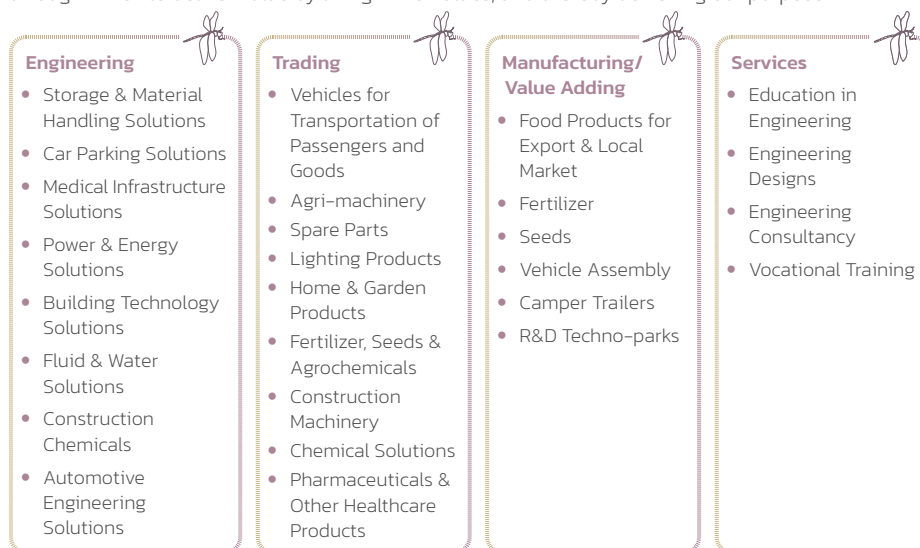 Engineering
• Storage & Material
Handling Solutions
• Car Parking Solutions
• Medical Infrastructure
Solutions
• Power & Energy
Solutions
• Building Technology
Solutions
• Fluid & Water
Solutions
• Construction
Chemicals
• Automotive
Engineering
Solutions
Trading
• Vehicles for
Transportation of
Passengers and
Goods
• Agri-machinery
• Spare Parts
• Lighting Products
• Home & Garden
Products
• Fertilizer, Seeds &
Agrochemicals
• Construction
Machinery
• Chemical Solutions
• Pharmaceuticals &
Other Healthcare
Products
Manufacturing/
Value Adding
• Food Products for
Export & Local
Market
• Fertilizer
• Seeds
• Vehicle Assembly
• Camper Trailers
• R&D Techno-parks
Services
• Education in
Engineering
• Engineering
Designs
• Engineering
Consultancy
• Vocational Training